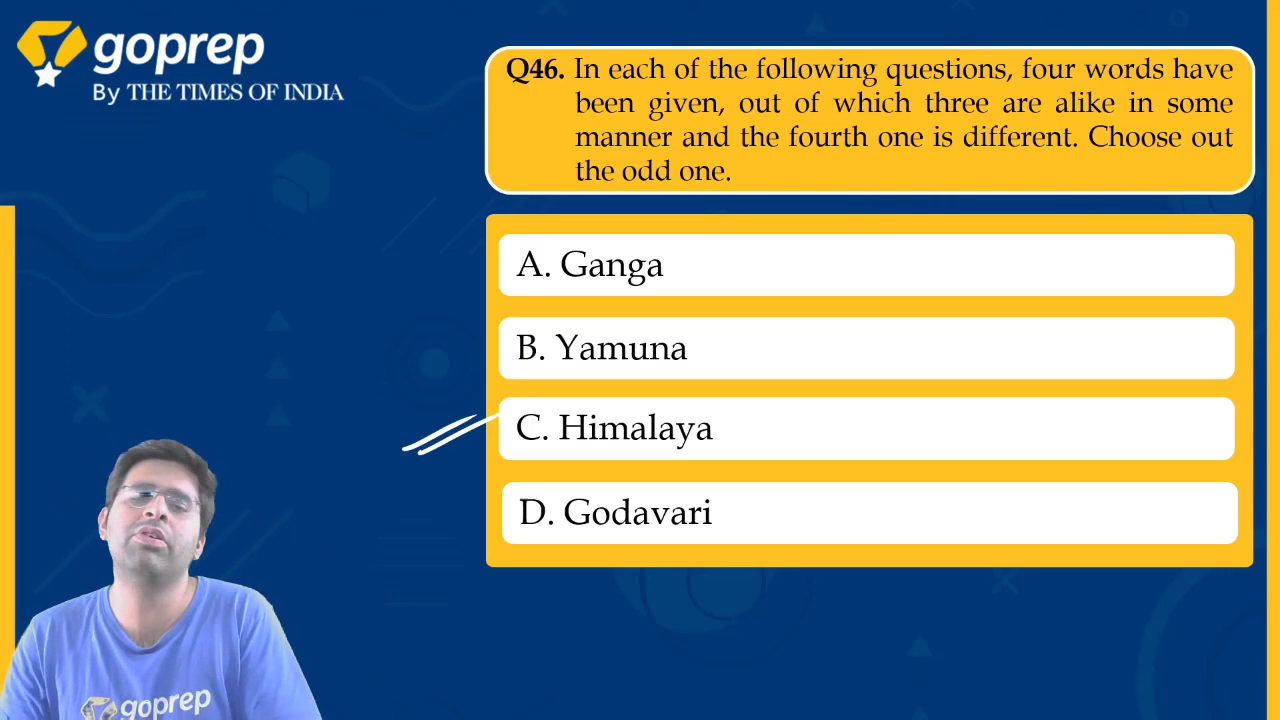 goprep
By THE TIMES OF INDIA
Q46. In each of the following questions, four words have
been given, out of which three are alike in some
manner and the fourth one is different. Choose out
the odd one.
A. Ganga
B. Yamuna
C. Himalaya
D. Godavari
goprep